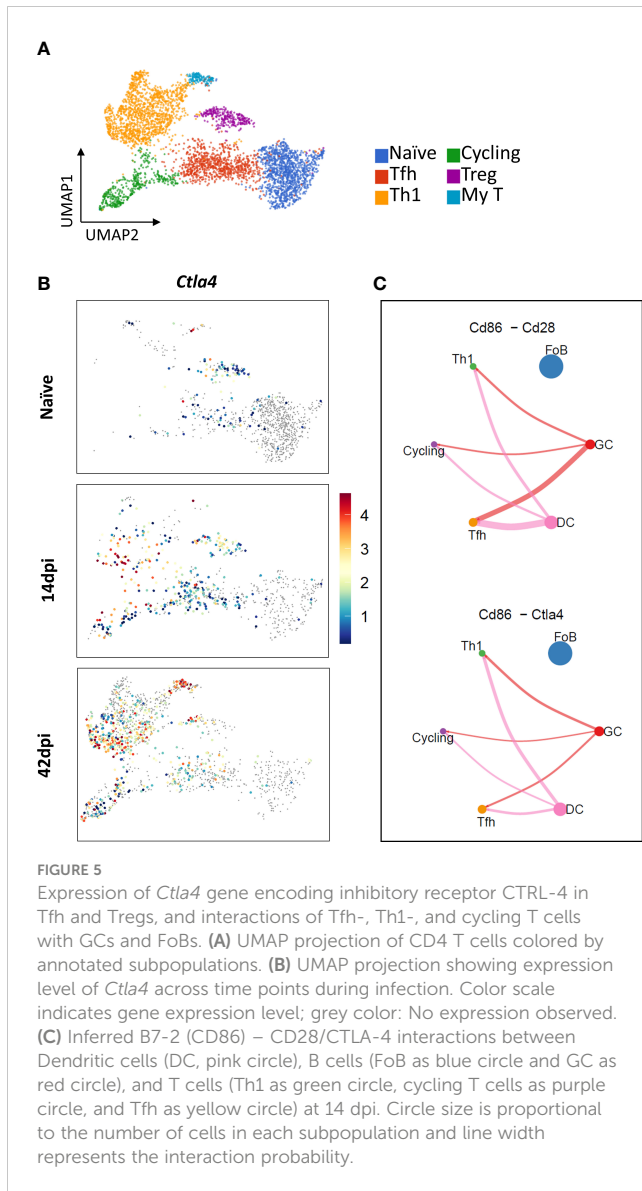 A
UMAP1
UMAP2
Naïve
Cycling
Tfh
Treg
Th1
My T
B
Ctla4
Naïve
14dpi
42dpi
4
3
2
1
C
Cd86 – Cd28
FoB
Th1
GC
Cycling
DC
Tfh
Cd86 – Ctla4
FoB
Th1
GC
Cycling
DC
Tfh
FIGURE 5
Expression of Ctla4 gene encoding inhibitory receptor CTRL-4 in
Tfh and Tregs, and interactions of Tfh-, Th1-, and cycling T cells
with GCs and FoBs. (A) UMAP projection of CD4 T cells colored by
annotated subpopulations. (B) UMAP projection showing expression
level of Ctla4 across time points during infection. Color scale
indicates gene expression level; grey color: No expression observed.
(C) Inferred B7-2 (CD86) – CD28/CTLA-4 interactions between
Dendritic cells (DC, pink circle), B cells (FoB as blue circle and GC as
red circle), and T cells (Th1 as green circle, cycling T cells as purple
circle, and Tfh as yellow circle) at 14 dpi. Circle size is proportional
to the number of cells in each subpopulation and line width
represents the interaction probability.